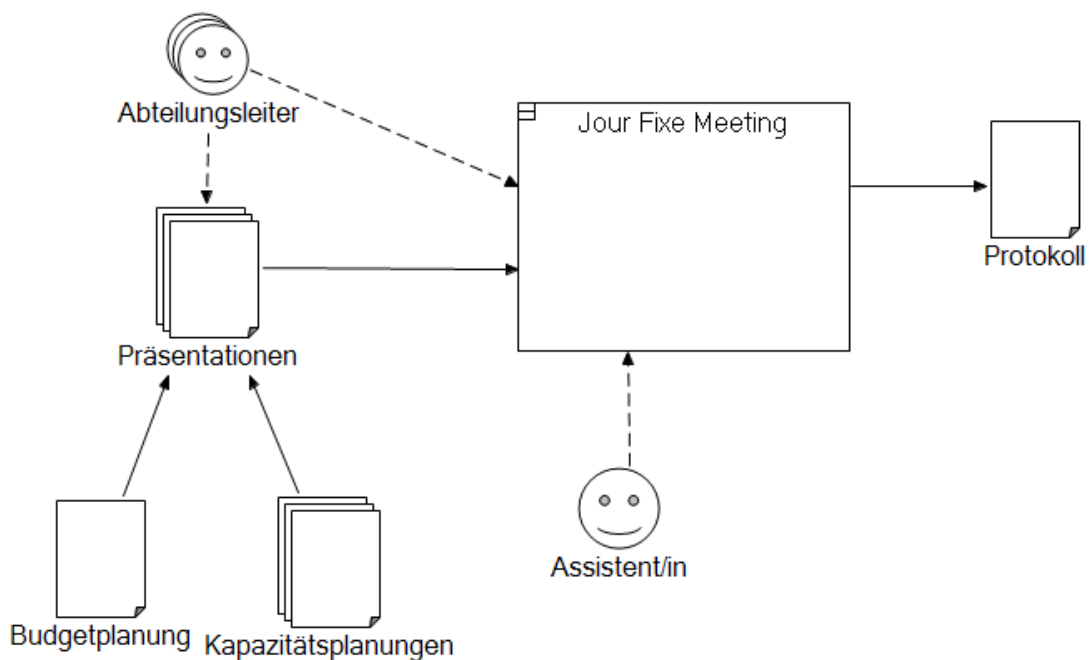 Abteilungsleiter
Jour Fixe Meeting
Protokoll
Präsentationen
Assistent/in
Budgetplanung
Kapazitätsplanungen